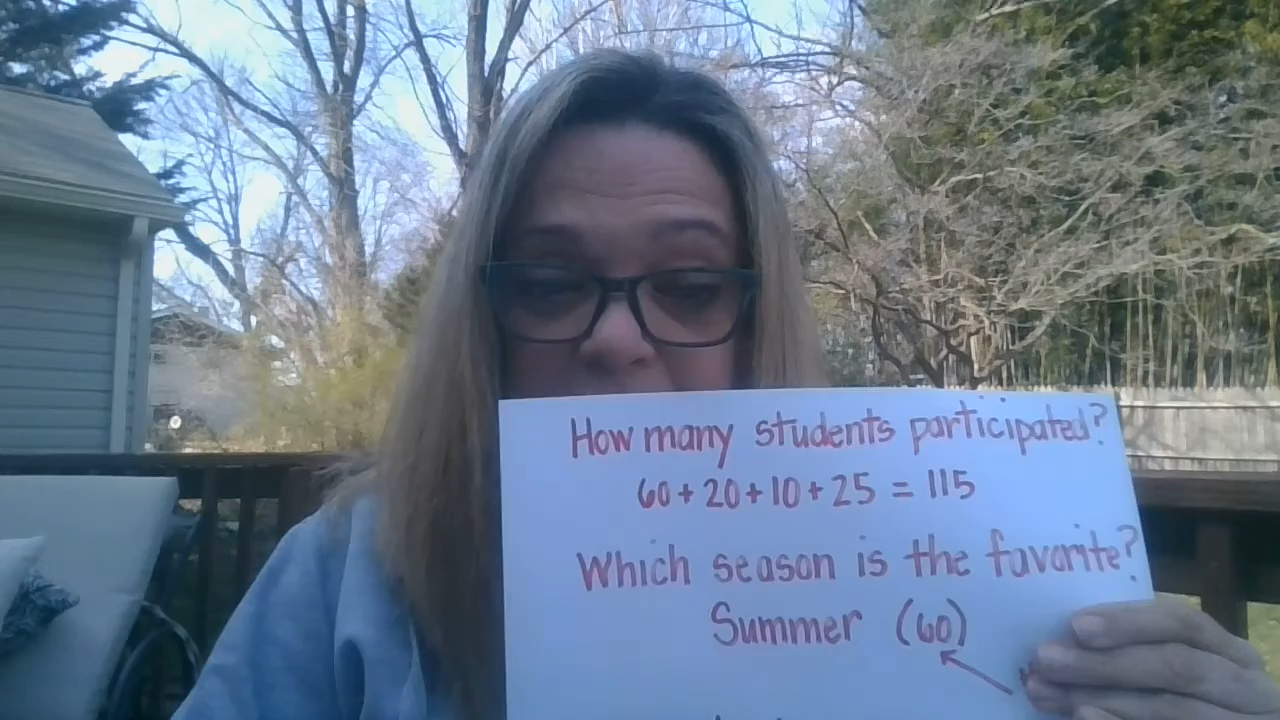 How many students participated?
60 + 20 + 10 + 25 = 115
Which season is the favorite?
Summer (60)